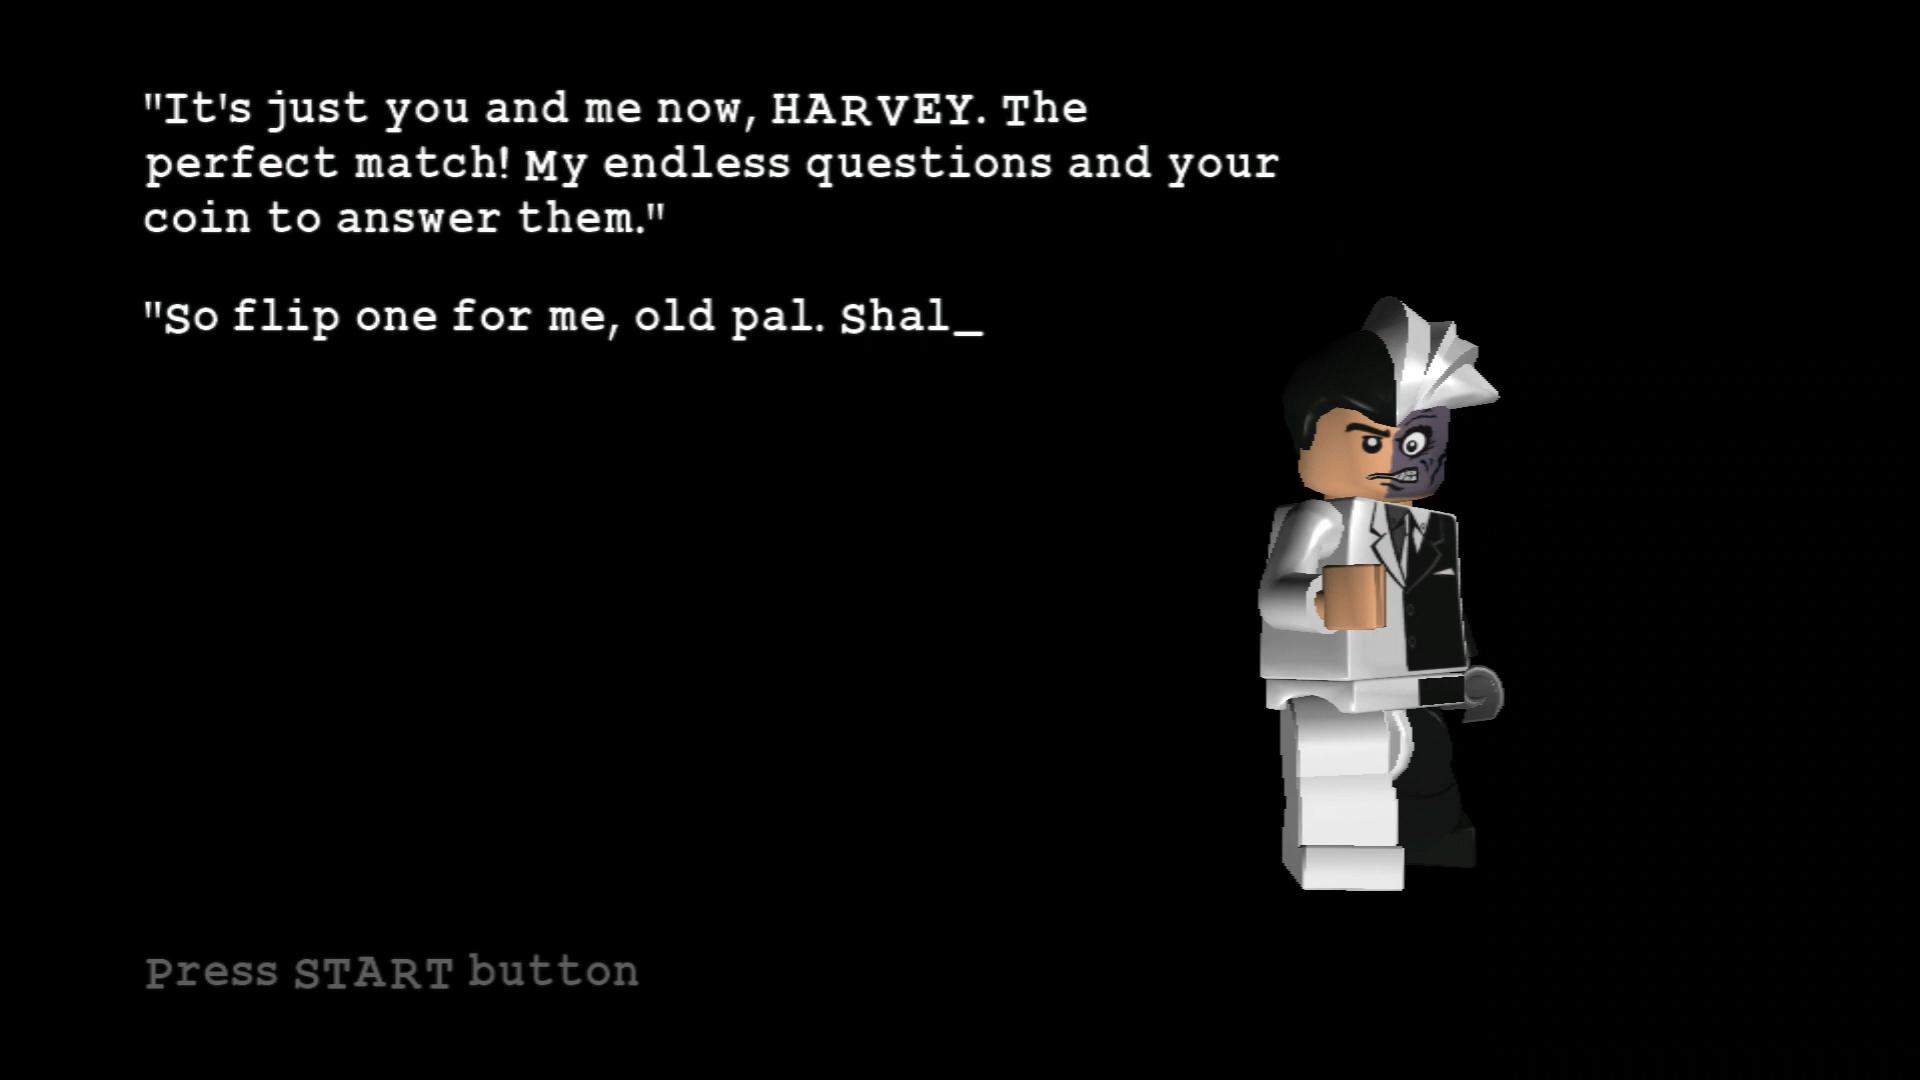 "It's just you and me now, HARVEY. The
perfect match! My endless questions and your
coin to answer them."
"So flip one for me, old pal. Shal_
Press START button